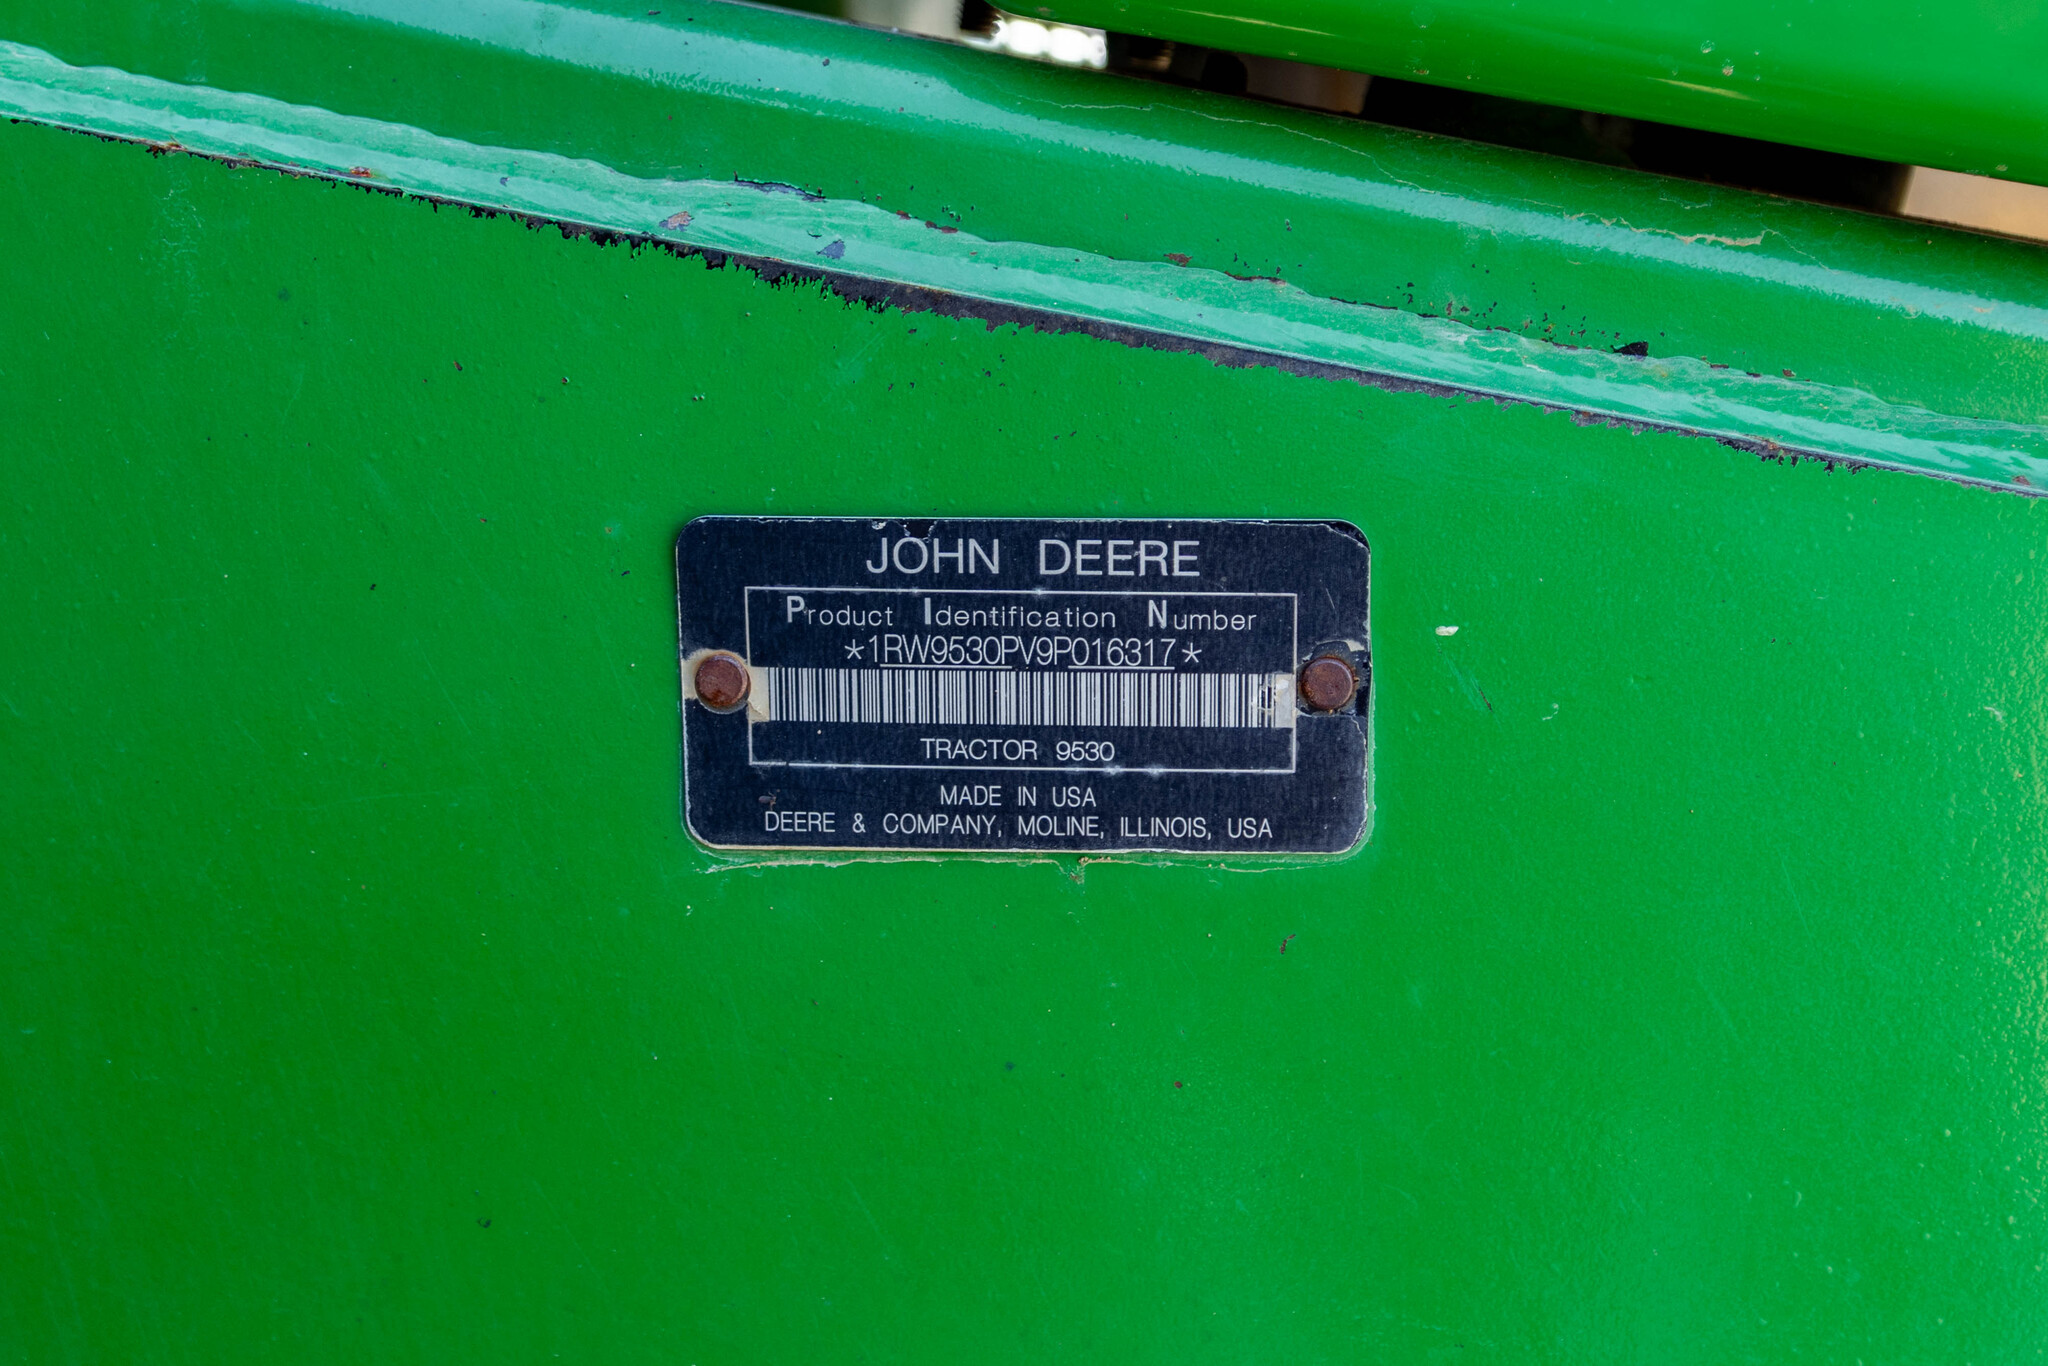 JOHN DEERE
Product Identification Number
*1RW9530PV9P016317*
TRACTOR 9530
MADE IN USA
DEERE & COMPANY, MOLINE, ILLINOIS, USA